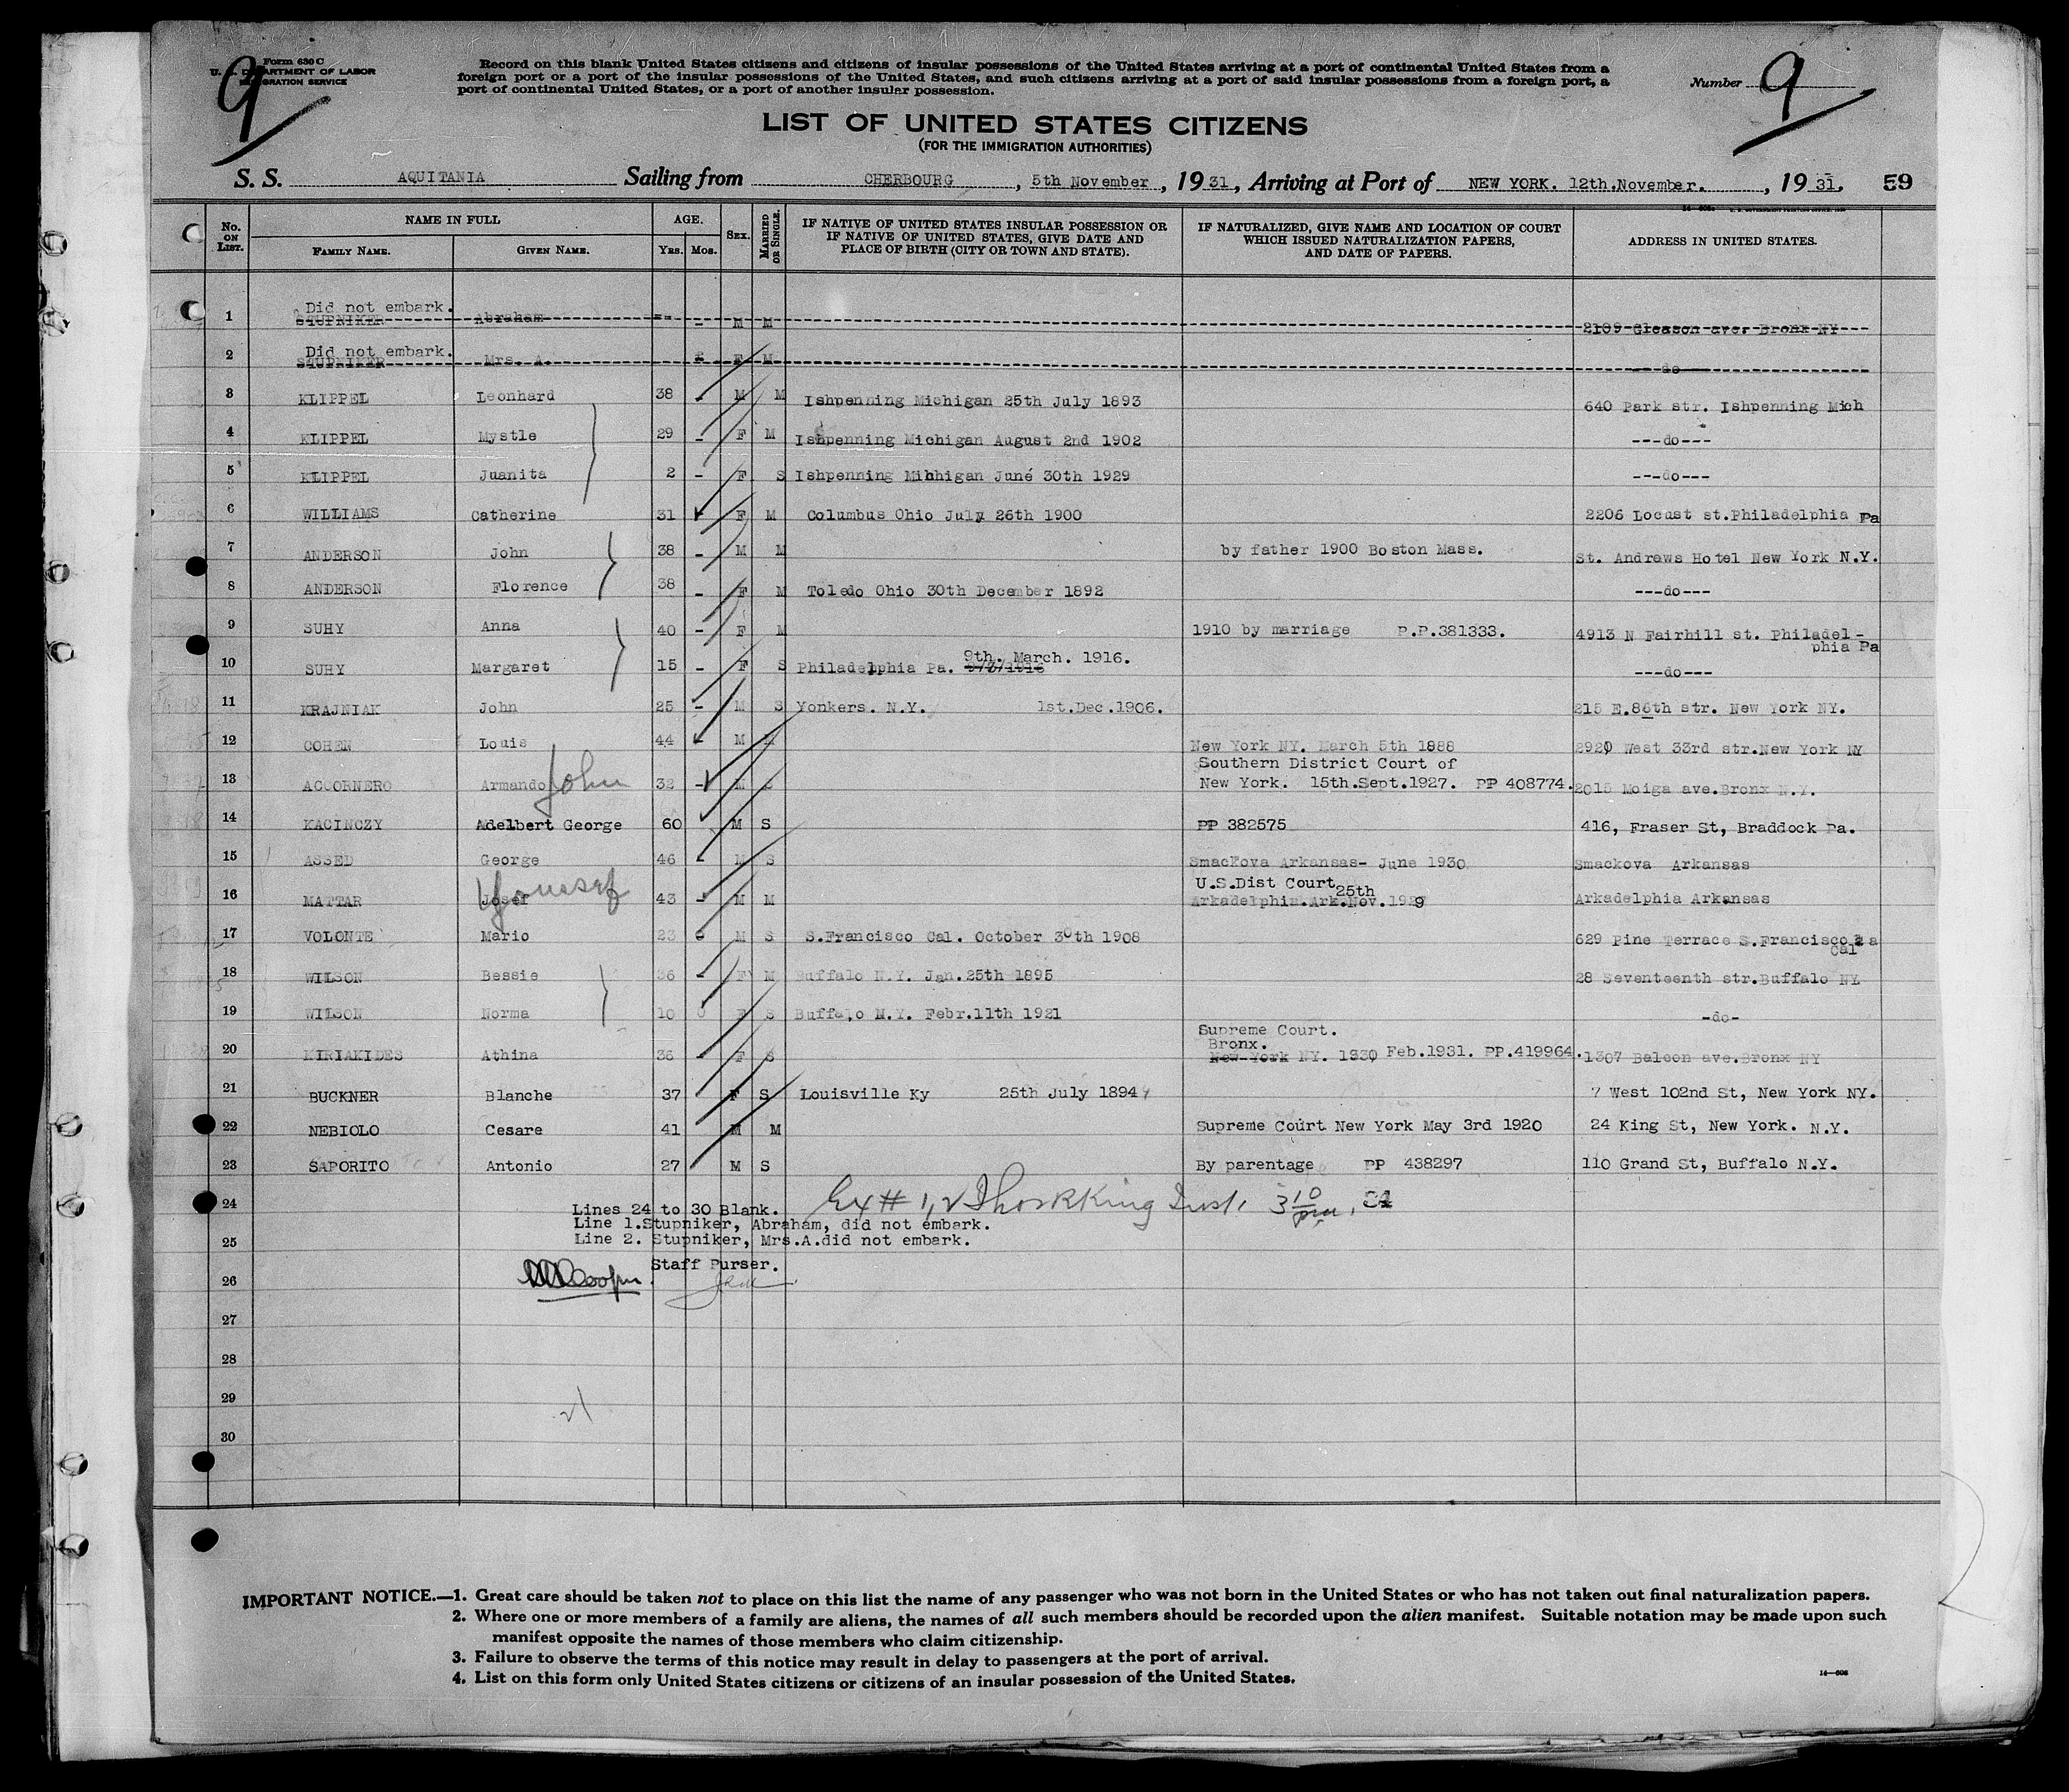 Form 630 C
U. S. DEPARTMENT OF LABOR
IMMIGRATION SERVICE
9
Record on this blank United States citizens and citizens of insular possessions of the United States arriving at a port of continental United States from a
foreign port or a port of the insular possessions of the United States, and such citizens arriving at a port of said insular possessions from a foreign port, a
port of continental United States, or a port of another insular possession.
Number 9
LIST OF UNITED STATES CITIZENS
(FOR THE IMMIGRATION AUTHORITIES)
S. S. AQUITANIA Sailing from CHERBOURG, 5th November, 1931, Arriving at Port of NEW YORK. 12th.November., 1931. 59
No. ON LIST. NAME IN FULL FAMILY NAME. GIVEN NAME. AGE. YRS. MOS. SEX. MARRIED OR SINGLE. IF NATIVE OF UNITED STATES INSULAR POSSESSION OR IF NATIVE OF UNITED STATES, GIVE DATE AND PLACE OF BIRTH (CITY OR TOWN AND STATE). IF NATURALIZED, GIVE NAME AND LOCATION OF COURT WHICH ISSUED NATURALIZATION PAPERS, AND DATE OF PAPERS. ADDRESS IN UNITED STATES.
Did not embark.
1 STUPNIKER Abraham -- - M M 2109 Gleason ave. Bronx NY
Did not embark.
2 STUPNIKER Mrs. A. F M ---do---
3 KLIPPEL Leonhard 38 - M M Ishpenning Michigan 25th July 1893 640 Park str. Ishpenning Mich
4 KLIPPEL Mystle 29 - F M Ishpenning Michigan August 2nd 1902 ---do---
5 KLIPPEL Juanita 2 - F S Ishpenning Mihhigan Juné 30th 1929 ---do---
6 WILLIAMS Catherine 31 - F M Columbus Ohio July 26th 1900 2206 Locust st.Philadelphia Pa
7 ANDERSON John 38 - M M by father 1900 Boston Mass. St. Andrews Hotel New York N.Y.
8 ANDERSON Florence 38 - F M Toledo Ohio 30th December 1892 ---do---
9 SUHY Anna 40 - F M 1910 by marriage P.P.381333. 4913 N Fairhill st. Philadel-
phia Pa
10 SUHY Margaret 15 - F S Philadelphia Pa. 9th. March. 1916. ---do---
11 KRAJNIAK John 25 - M S Yonkers. N.Y. 1st.Dec.1906. 215 E.86th str. New York NY.
12 COHEN Louis 44 - M M New York NY. March 5th 1888 2920 West 33rd str.New York NY
Southern District Court of
13 ACCORNERO Armando John 32 - M S New York. 15th.Sept.1927. PP 408774. 2015 Moiga ave.Bronx N.Y.
14 KACINCZY Adelbert George 60 M S PP 382575 416, Fraser St, Braddock Pa.
15 ASSED George 46 - M S Smackova Arkansas- June 1930 Smackova Arkansas
U.S.Dist Court
16 MATTAR Josef Youssef 43 - M M Arkadelphia.Ark. 25th Nov.1929 Arkadelphia Arkansas
17 VOLONTE Mario 23 0 M S S.Francisco Cal. October 30th 1908 629 Pine Terrace S.Francisco
Cal
18 WILSON Bessie 36 - F M Buffalo N.Y. Jan.25th 1895 28 Seventeenth str.Buffalo NY
19 WILSON Norma 10 0 F S Buffalo N.Y. Febr.11th 1921 -do-
Supreme Court.
Bronx.
20 KIRIAKIDES Athina 36 - F S New York NY. 1930 Feb.1931. PP.419964. 1307 Balcon ave.Bronx NY
21 BUCKNER Blanche 37 F S Louisville Ky 25th July 1894 7 West 102nd St, New York NY.
22 NEBIOLO Cesare 41 M M Supreme Court New York May 3rd 1920 24 King St, New York. N.Y.
23 SAPORITO Antonio 27 M S By parentage PP 438297 110 Grand St, Buffalo N.Y.
24 Ex # 1, 2 3 10 pm, 31
Lines 24 to 30 Blank.
Line 1.Stupniker, Abraham, did not embark.
25 Line 2. Stupniker, Mrs.A.did not embark.
Staff Purser.
26
27
28
29
30
IMPORTANT NOTICE.—1. Great care should be taken not to place on this list the name of any passenger who was not born in the United States or who has not taken out final naturalization papers.
2. Where one or more members of a family are aliens, the names of all such members should be recorded upon the alien manifest. Suitable notation may be made upon such
manifest opposite the names of those members who claim citizenship.
3. Failure to observe the terms of this notice may result in delay to passengers at the port of arrival.
4. List on this form only United States citizens or citizens of an insular possession of the United States.